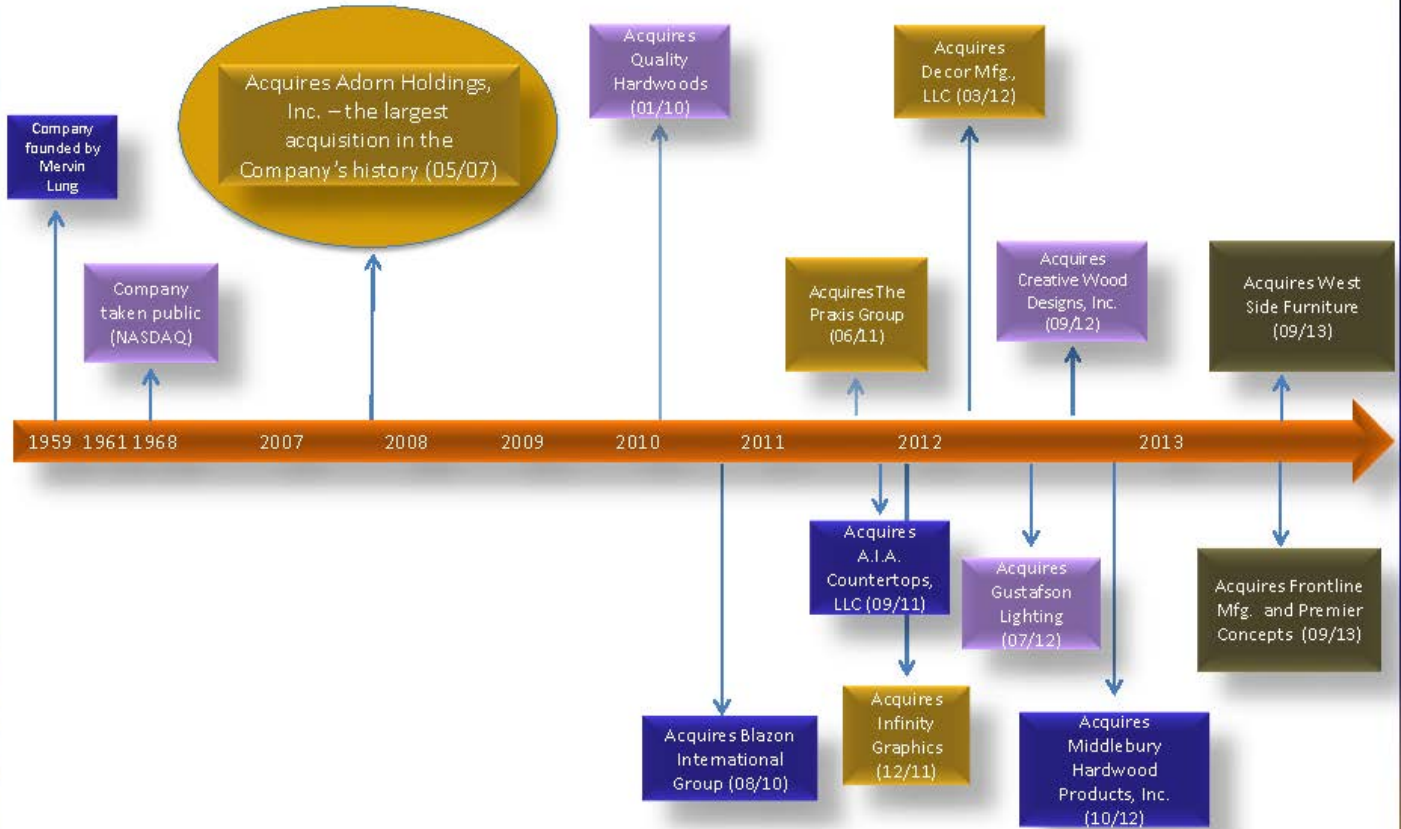 Company
founded by
Mervin
Lung
Company
taken public
(NASDAQ)
Acquires Adorn Holdings,
Inc. – the largest
acquisition in the
Company's history (05/07)
Acquires
Quality
Hardwoods
(01/10)
Acquires The
Praxis Group
(06/11)
Acquires
Decor Mfg.,
LLC (03/12)
Acquires
Creative Wood
Designs, Inc.
(09/12)
Acquires West
Side Furniture
(09/13)
1959 1961 1968 2007 2008 2009 2010 2011 2012 2013
Acquires Blazon
International
Group (08/10)
Acquires
A.I.A.
Countertops,
LLC (09/11)
Acquires
Infinity
Graphics
(12/11)
Acquires
Gustafson
Lighting
(07/12)
Acquires
Middlebury
Hardwood
Products, Inc.
(10/12)
Acquires Frontline
Mfg. and Premier
Concepts (09/13)